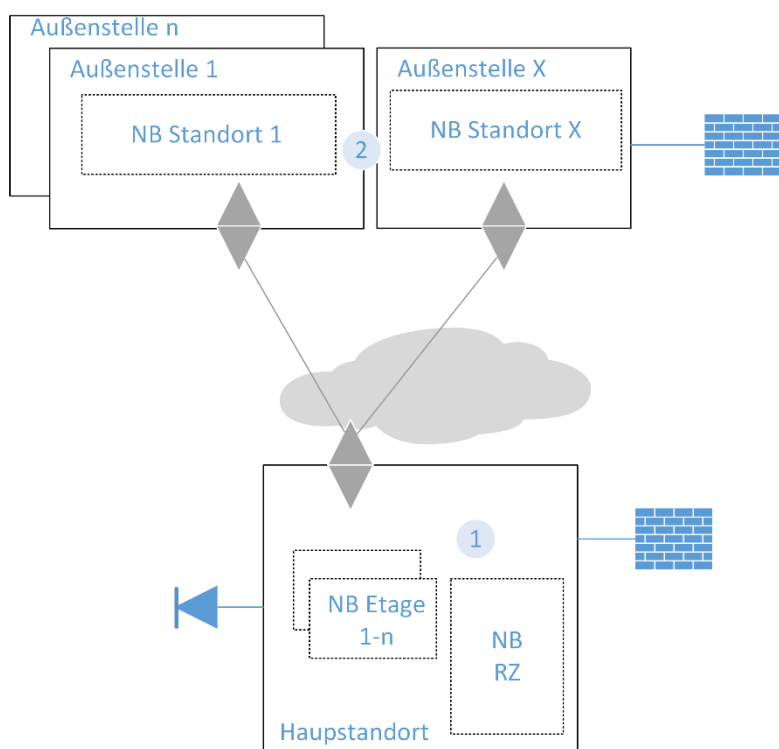 Außenstelle n
Außenstelle 1
Außenstelle X
NB Standort 1
NB Standort X
2
1
NB Etage
1-n
NB
RZ
Haupstandort